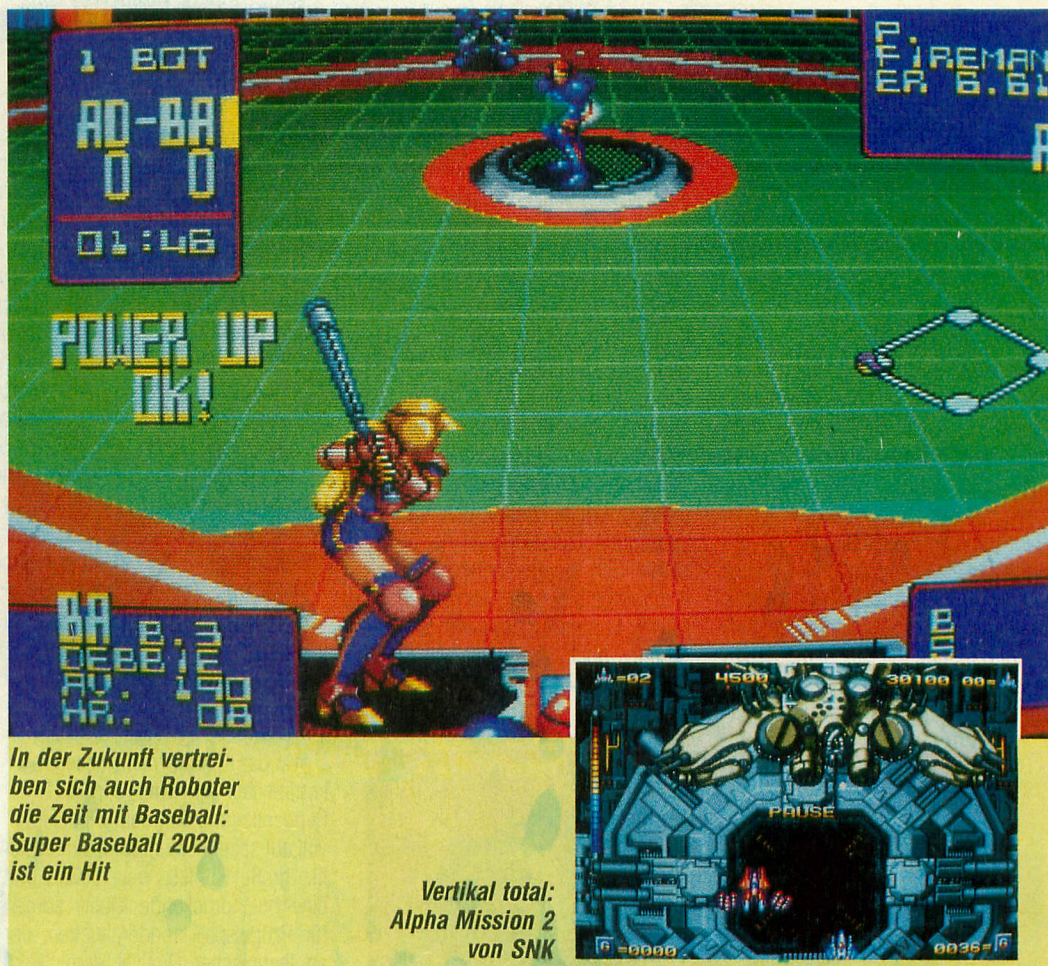 1 BOT
AD-BA
0 0
01:46
P.
FIREMAN
ER 6.61
POWER UP
OK!
BA B.3
DEBBIE
AV. 190
HR. 08
B
=02 4500 30100 00=
PAUSE
G =0000 0036= G
In der Zukunft vertrei-
ben sich auch Roboter
die Zeit mit Baseball:
Super Baseball 2020
ist ein Hit
Vertikal total:
Alpha Mission 2
von SNK